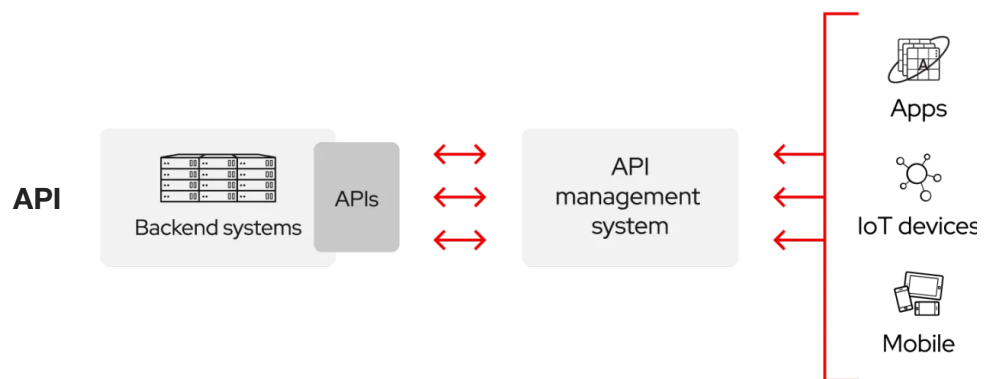 API
Backend systems
APIs
API
management
system
A
Apps
IoT devices
Mobile